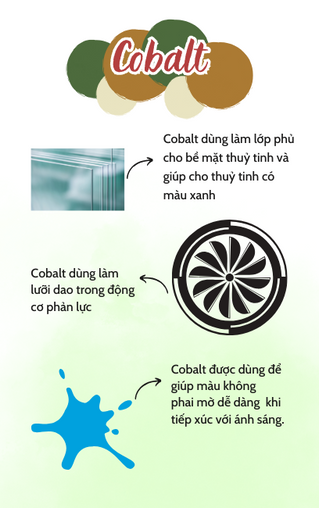 Cobalt
Cobalt dùng làm lớp phủ
cho bề mặt thuỷ tinh và
giúp cho thuỷ tinh có
màu xanh
Cobalt dùng làm
lưỡi dao trong động
cơ phản lực
Cobalt được dùng để
giúp màu không
phai mờ dễ dàng khi
tiếp xúc với ánh sáng.